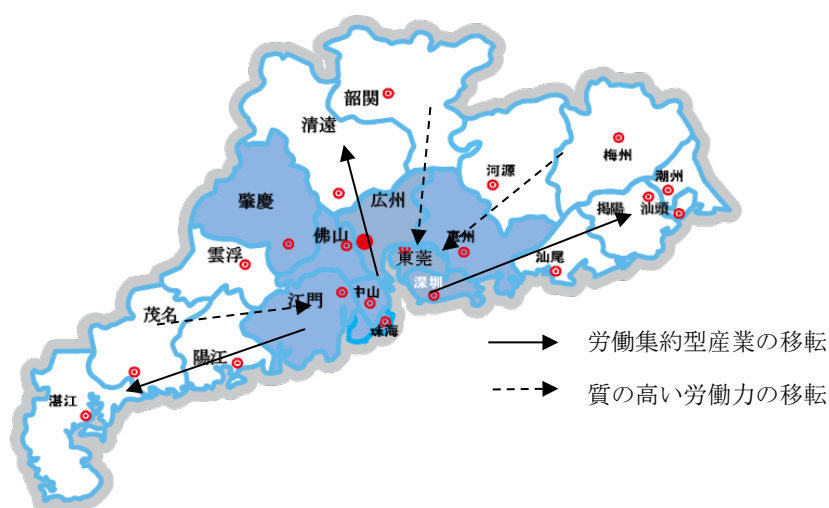 韶関
清遠
梅州
河源
潮州
肇慶
広州
掲陽
汕頭
佛山
恵州
雲浮
東莞
汕尾
深圳
江門
中山
茂名
珠海
陽江
湛江
労働集約型産業の移転
質の高い労働力の移転